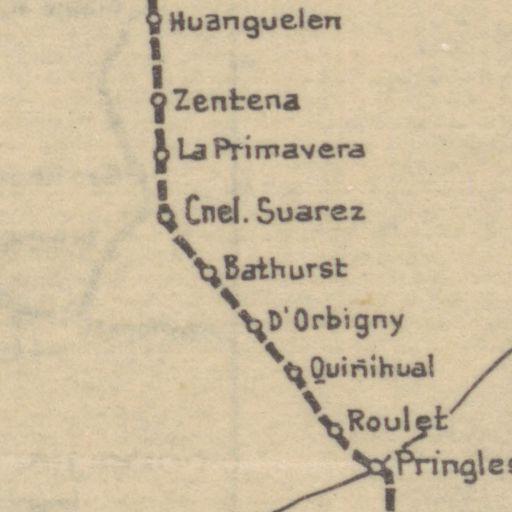 Huanguelen
Zentena
La Primavera
Cnel. Suarez
Bathurst
D'Orbigny
Quiñihual
Roulet
Pringles